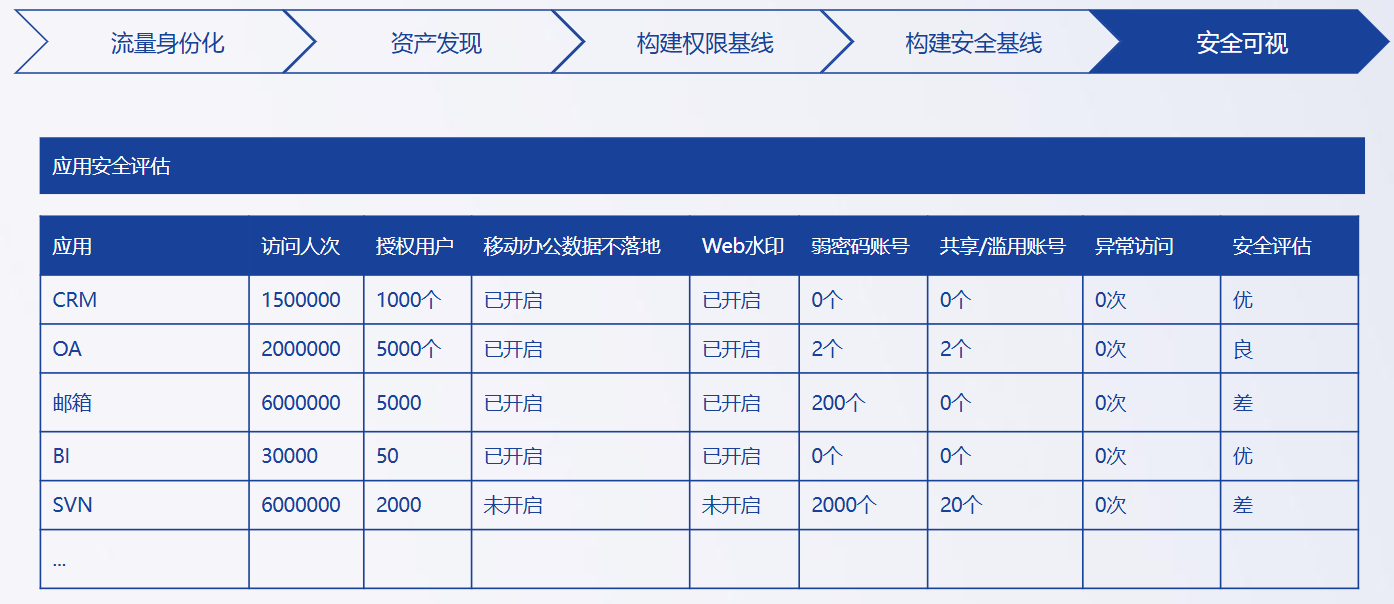 流量身份化 资产发现 构建权限基线 构建安全基线 安全可视
应用安全评估
应用 访问人次 授权用户 移动办公数据不落地 Web水印 弱密码账号 共享/滥用账号 异常访问 安全评估
CRM 1500000 1000个 已开启 已开启 0个 0个 0次 优
OA 2000000 5000个 已开启 已开启 2个 2个 0次 良
邮箱 6000000 5000 已开启 已开启 200个 0个 0次 差
BI 30000 50 已开启 已开启 0个 0个 0次 优
SVN 6000000 2000 未开启 未开启 2000个 20个 0次 差
...